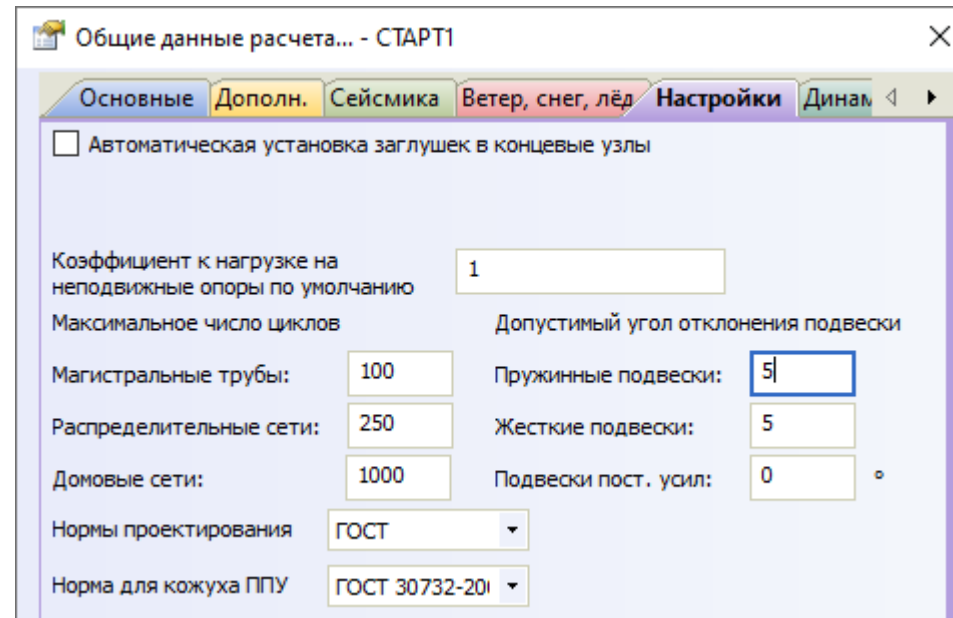 Общие данные расчета... - СТАРТ1
Основные Дополн. Сейсмика Ветер, снег, лёд Настройки Динам
Автоматическая установка заглушек в концевые узлы
Коэффициент к нагрузке на
неподвижные опоры по умолчанию
1
Максимальное число циклов Допустимый угол отклонения подвески
Магистральные трубы: 100 Пружинные подвески: 5
Распределительные сети: 250 Жесткие подвески: 5
Домовые сети: 1000 Подвески пост. усил: 0 °
Нормы проектирования ГОСТ
Норма для кожуха ППУ ГОСТ 30732-20